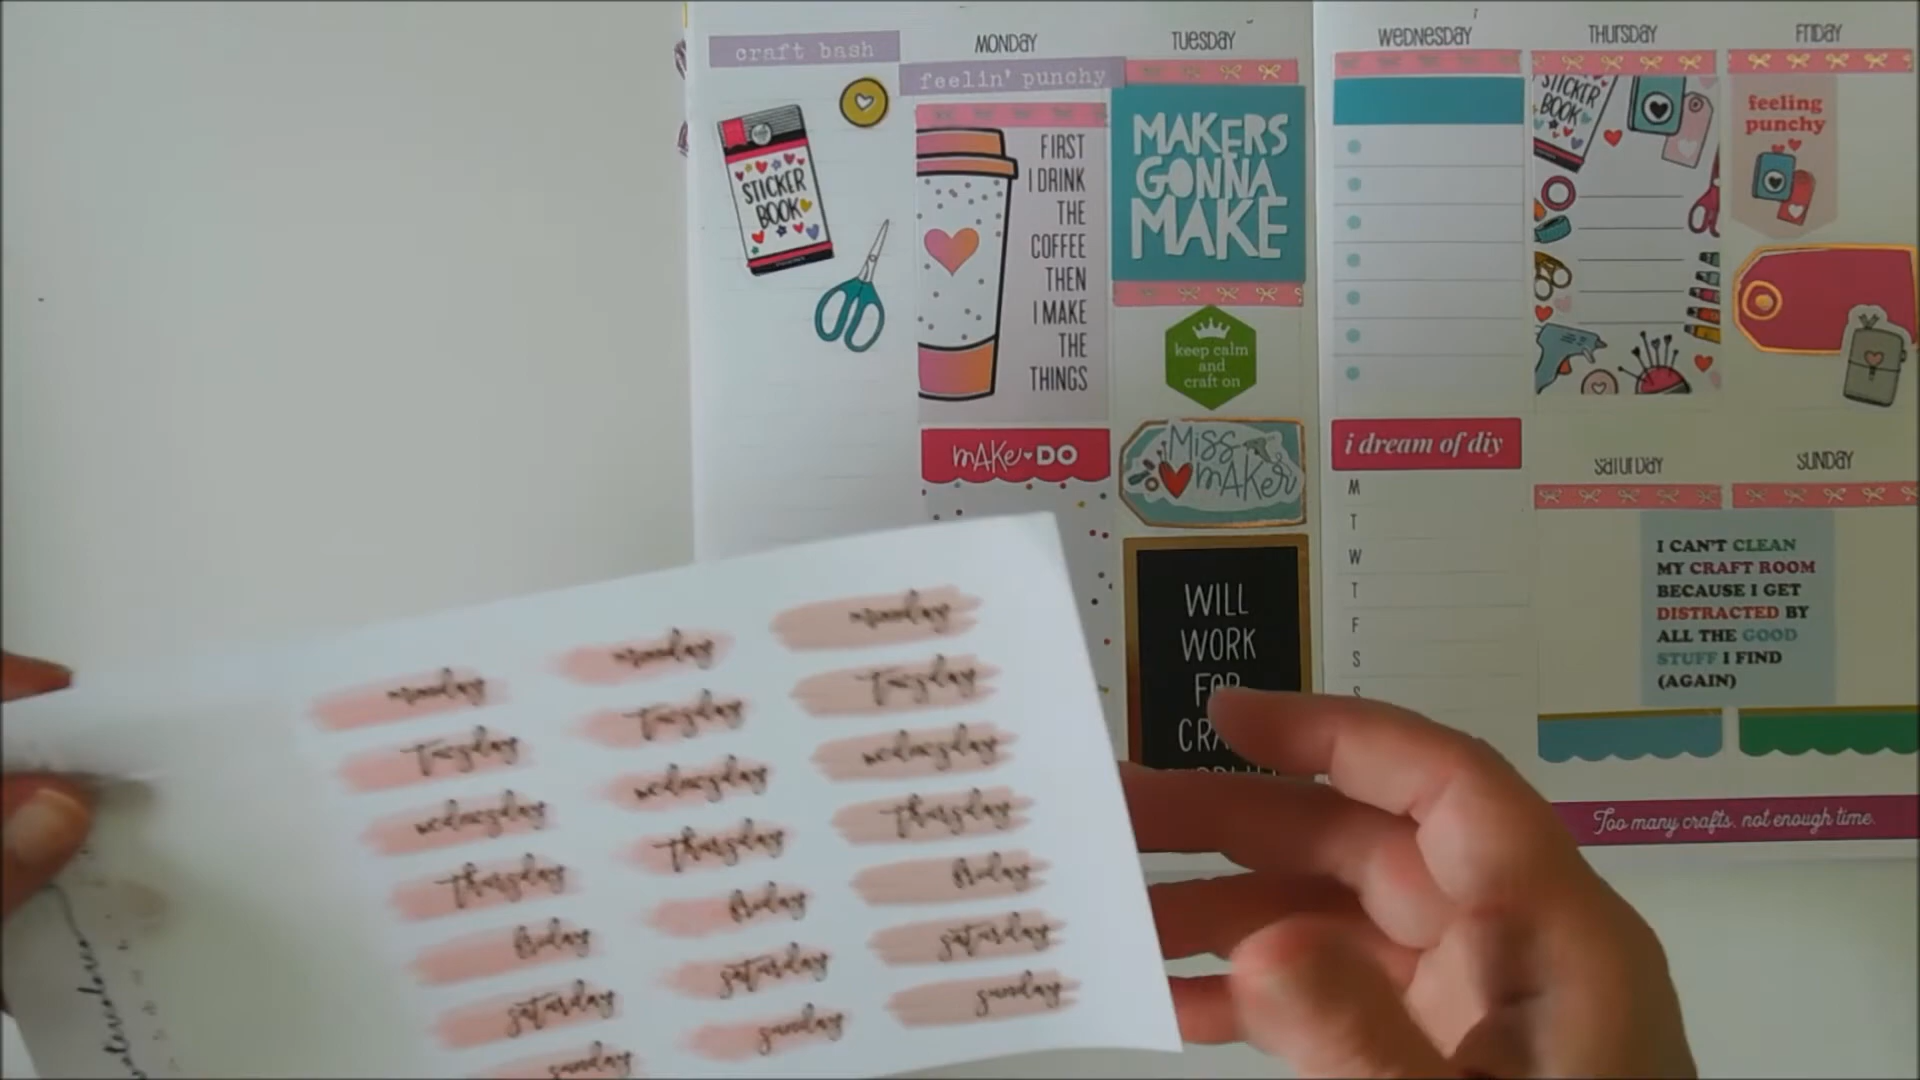 craft bash
MONDAY
TUESDAY
WEDNESDAY
THURSDAY
FRIDAY
feelin' punchy
STICKER
BOOK
FIRST
I DRINK
THE
COFFEE
THEN
I MAKE
THE
THINGS
MAKERS
GONNA
MAKE
keep calm
and
craft on
STICKER
BOOK
feeling
punchy
mAKe DO
Miss
mAKer
i dream of diy
M
T
W
T
F
S
S
SATURDAY
SUNDAY
WILL
WORK
FOR
I CAN'T CLEAN
MY CRAFT ROOM
BECAUSE I GET
DISTRACTED BY
ALL THE GOOD
STUFF I FIND
(AGAIN)
Too many crafts, not enough time.
monday
Tuesday
wednesday
Thursday
friday
saturday
sunday
monday
Tuesday
wednesday
Thursday
friday
saturday
sunday
monday
Tuesday
wednesday
Thursday
friday
saturday
sunday